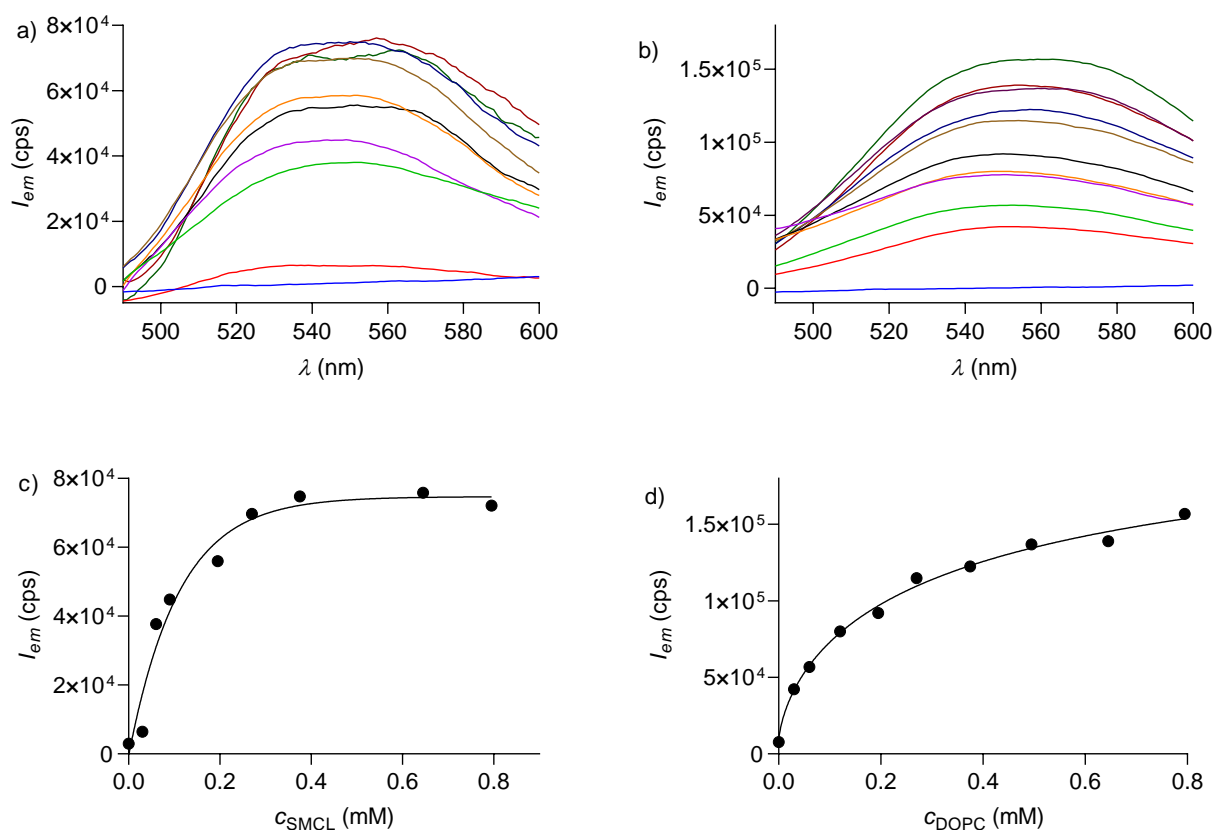 a)
8×10⁴
6×10⁴
4×10⁴
2×10⁴
0
I_em (cps)
500 520 540 560 580 600
λ (nm)
b)
1.5×10⁵
1×10⁵
5×10⁴
0
I_em (cps)
500 520 540 560 580 600
λ (nm)
c)
8×10⁴
6×10⁴
4×10⁴
2×10⁴
0
I_em (cps)
0.0 0.2 0.4 0.6 0.8
c_SMCL (mM)
d)
1.5×10⁵
1×10⁵
5×10⁴
0
I_em (cps)
0.0 0.2 0.4 0.6 0.8
c_DOPC (mM)